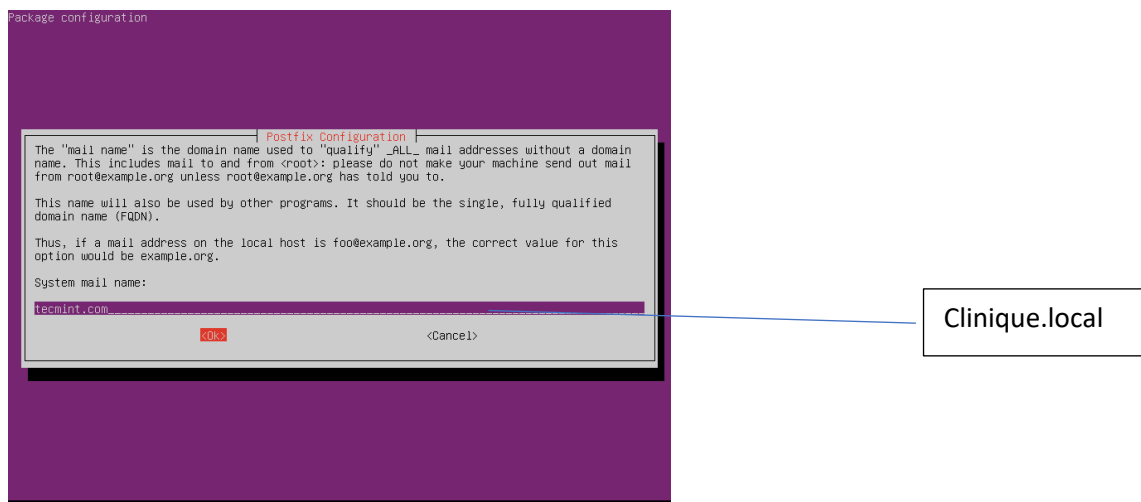 Package configuration
Postfix Configuration
The "mail name" is the domain name used to "qualify" _ALL_ mail addresses without a domain
name. This includes mail to and from <root>: please do not make your machine send out mail
from root@example.org unless root@example.org has told you to.
This name will also be used by other programs. It should be the single, fully qualified
domain name (FQDN).
Thus, if a mail address on the local host is foo@example.org, the correct value for this
option would be example.org.
System mail name:
tecmint.com
<Ok> <Cancel>
Clinique.local